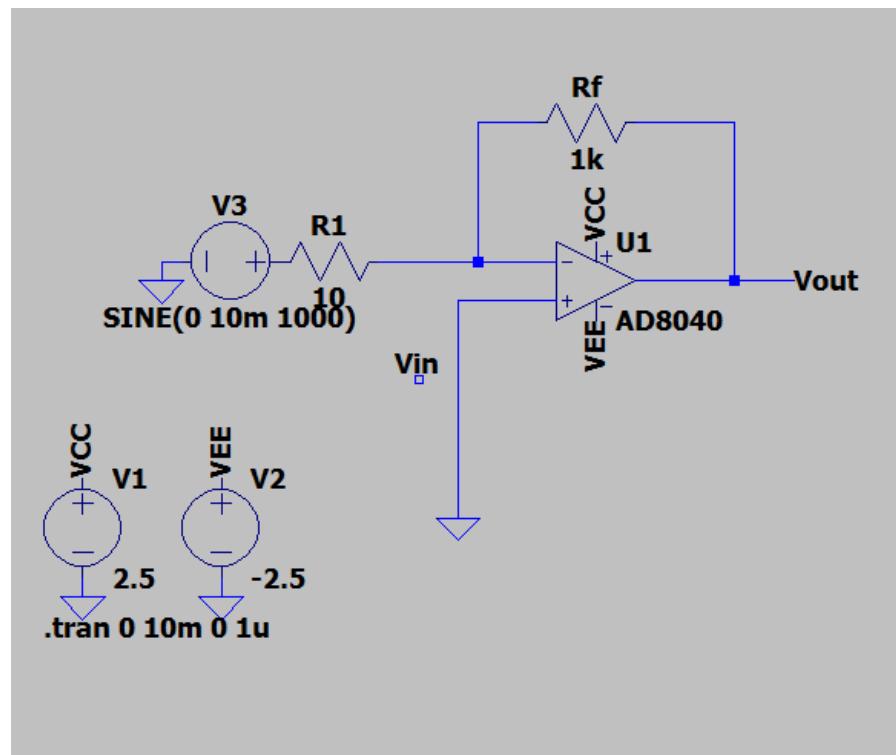 Rf
1k
V3
R1
10
SINE(0 10m 1000)
VCC
U1
AD8040
VEE
Vout
Vin
VCC
V1
2.5
VEE
V2
-2.5
.tran 0 10m 0 1u